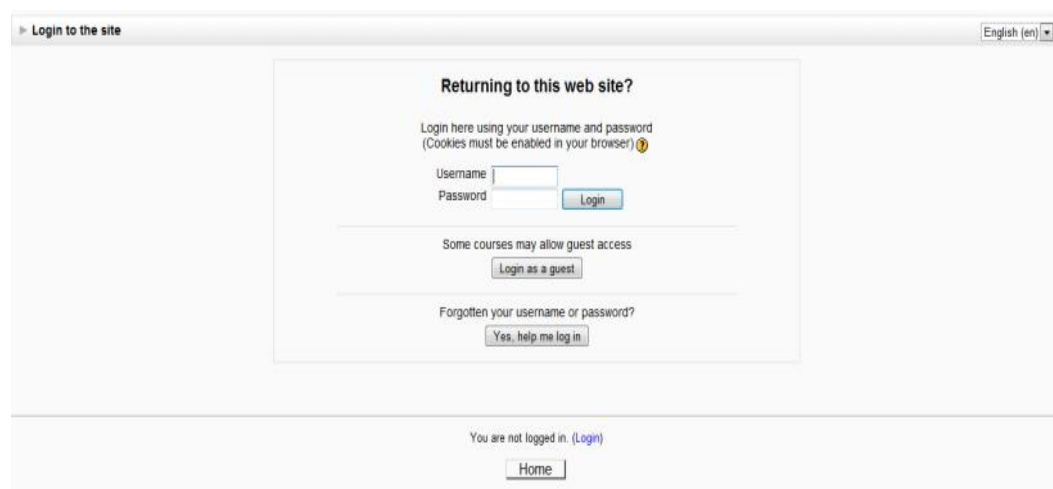 Login to the site
English (en)
Returning to this web site?
Login here using your username and password
(Cookies must be enabled in your browser) ?
Username
Password
Login
Some courses may allow guest access
Login as a guest
Forgotten your username or password?
Yes, help me log in
You are not logged in. (Login)
Home